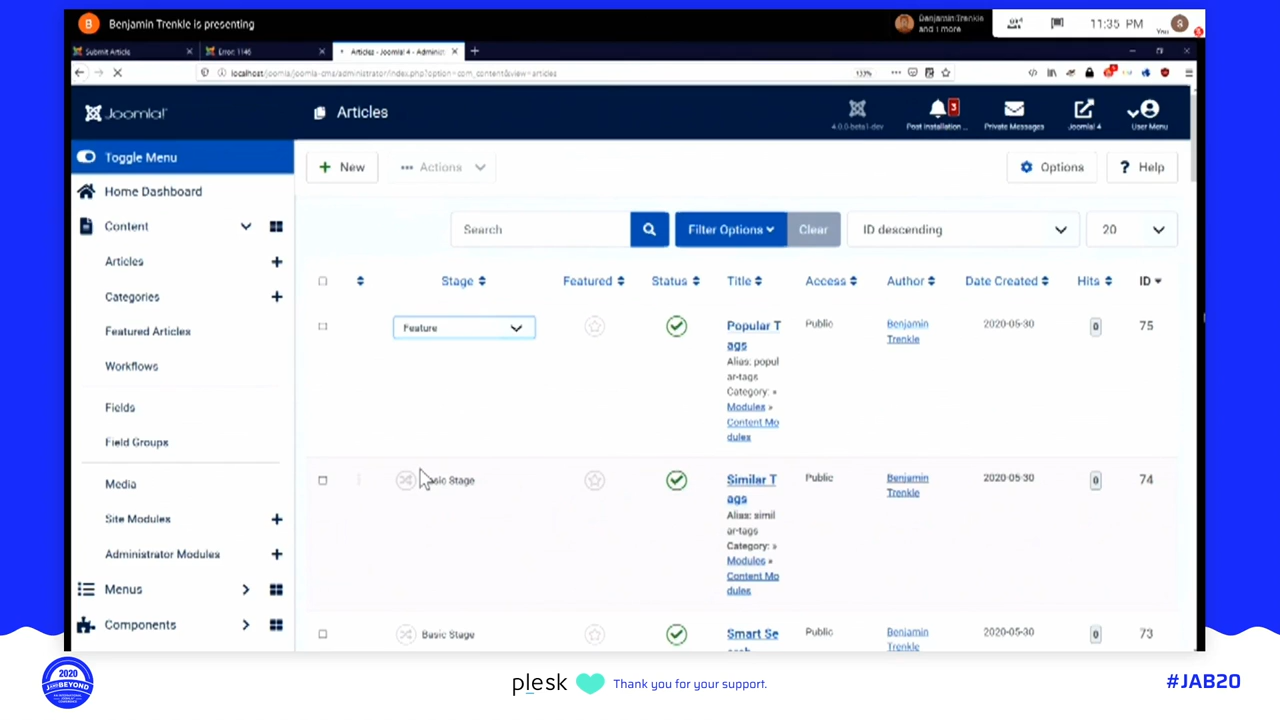 B Benjamin Trenkle is presenting
Benjamin Trenkle
and 1 more
11:35 PM
You
S
Submit Article
Error: 1146
Articles - Joomla! 4 - Administ
localhost/joomla/joomla-cms/administrator/index.php?option=com_content&view=articles
133%
Joomla!
Articles
4.0.0-beta1-dev
3
Post Installation ...
Private Messages
Joomla! 4
User Menu
Toggle Menu
Home Dashboard
Content
Articles
Categories
Featured Articles
Workflows
Fields
Field Groups
Media
Site Modules
Administrator Modules
Menus
Components
New
Actions
Options
Help
Search
Filter Options
Clear
ID descending
20
Stage Featured Status Title Access Author Date Created Hits ID
Feature
Popular T
ags
Alias: popul
ar-tags
Category: »
Modules »
Content Mo
dules
Public
Benjamin
Trenkle
2020-05-30
0
75
Stage
Similar T
ags
Alias: simil
ar-tags
Category: »
Modules »
Content Mo
dules
Public
Benjamin
Trenkle
2020-05-30
0
74
Basic Stage
Smart Se
Public
Benjamin
Trenkle
2020-05-30
0
73
2020
JANDBEYOND
plesk
Thank you for your support.
#JAB20